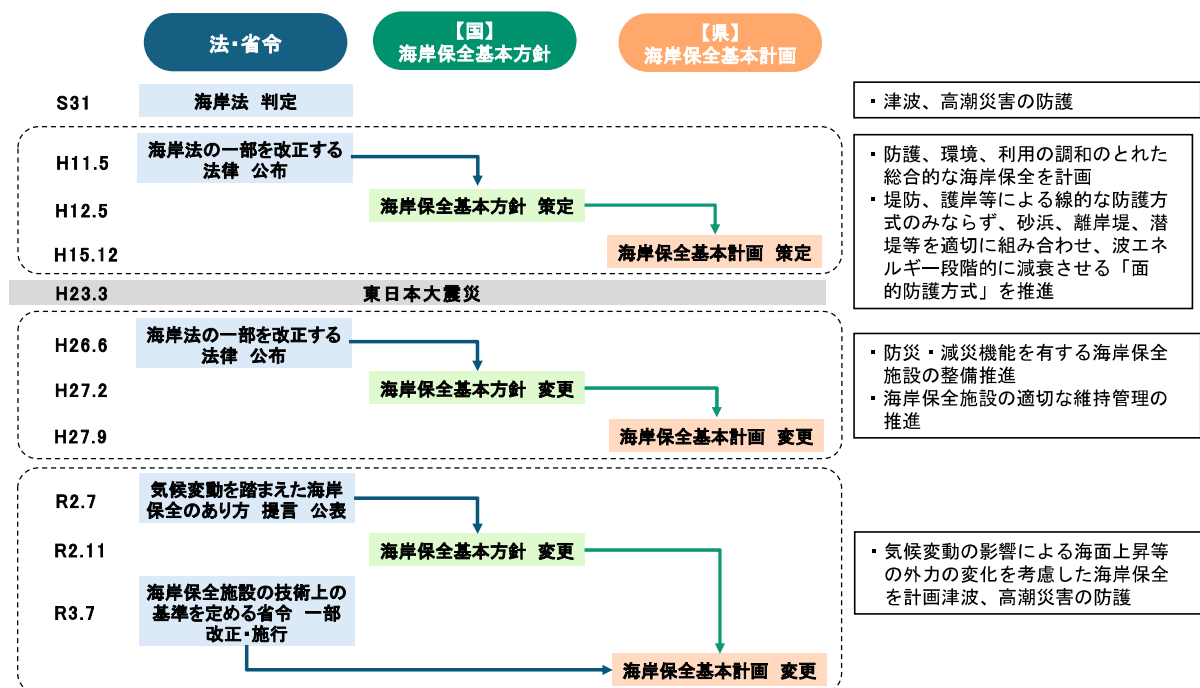 法・省令
【国】
海岸保全基本方針
【県】
海岸保全基本計画
S31
海岸法 判定
・津波、高潮災害の防護
H11.5
海岸法の一部を改正する
法律 公布
H12.5
海岸保全基本方針 策定
H15.12
海岸保全基本計画 策定
・防護、環境、利用の調和のとれた
総合的な海岸保全を計画
・堤防、護岸等による線的な防護方
式のみならず、砂浜、離岸堤、潜
堤等を適切に組み合わせ、波エネ
ルギー段階的に減衰させる「面
的防護方式」を推進
H23.3
東日本大震災
H26.6
海岸法の一部を改正する
法律 公布
H27.2
海岸保全基本方針 変更
H27.9
海岸保全基本計画 変更
・防災・減災機能を有する海岸保全
施設の整備推進
・海岸保全施設の適切な維持管理の
推進
R2.7
気候変動を踏まえた海岸
保全のあり方 提言 公表
R2.11
海岸保全基本方針 変更
R3.7
海岸保全施設の技術上の
基準を定める省令 一部
改正・施行
海岸保全基本計画 変更
・気候変動の影響による海面上昇等
の外力の変化を考慮した海岸保全
を計画津波、高潮災害の防護